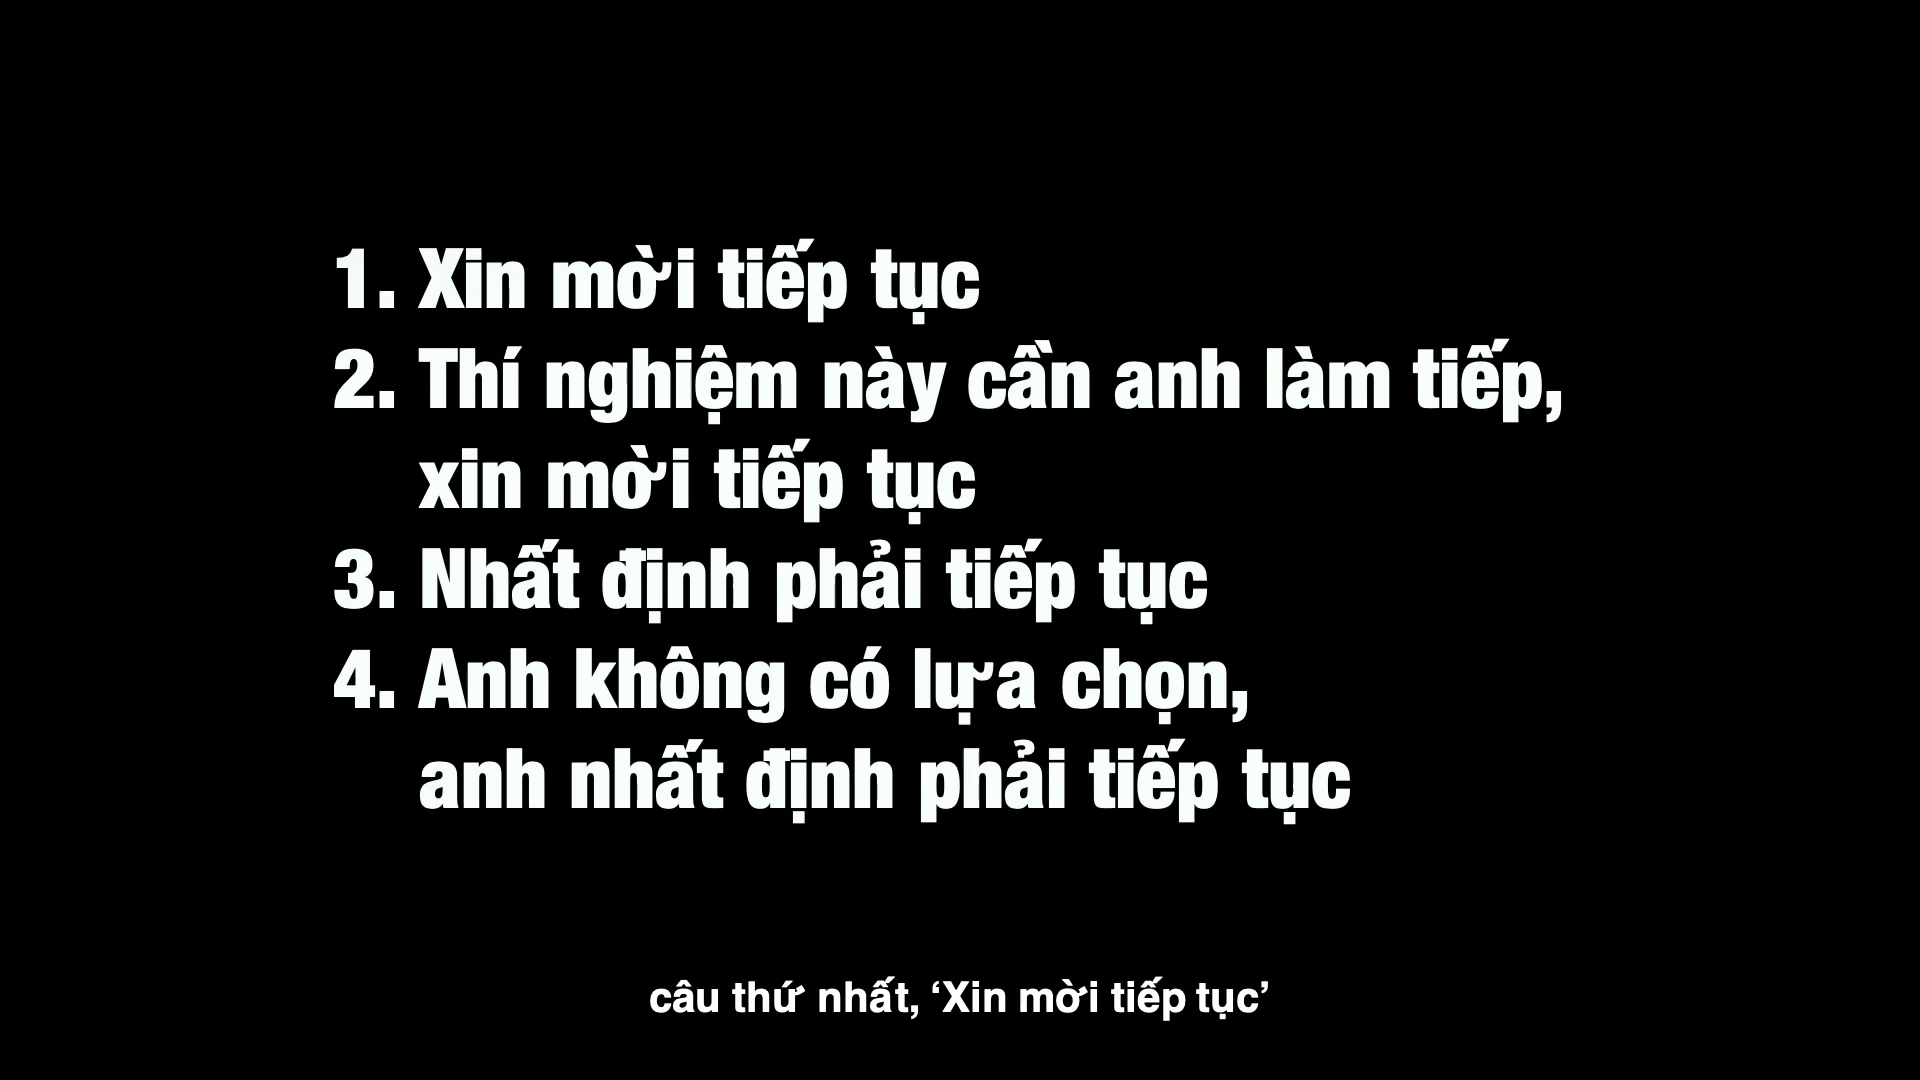 1. Xin mời tiếp tục
2. Thí nghiệm này cần anh làm tiếp,
xin mời tiếp tục
3. Nhất định phải tiếp tục
4. Anh không có lựa chọn,
anh nhất định phải tiếp tục
câu thứ nhất, ‘Xin mời tiếp tục’